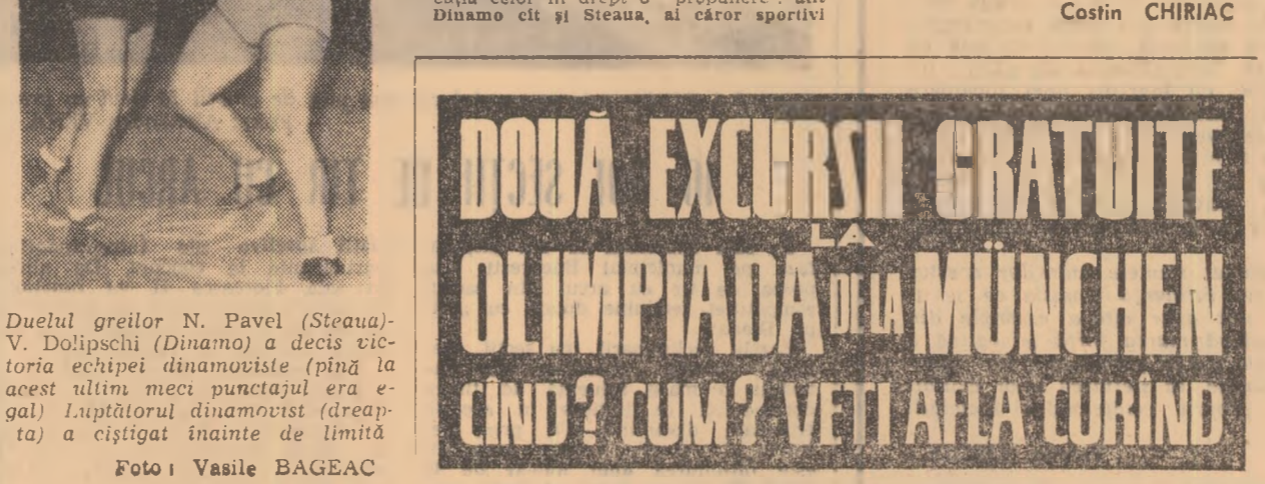 Dinamo cît și Steaua, ai căror sportivi
Costin CHIRIAC
DOUĂ EXCURSII GRATUITE
LA
OLIMPIADA DE LA MÜNCHEN
CÎND? CUM? VEȚI AFLA CURÎND
Duelul greilor N. Pavel (Steaua)-
V. Dolipschi (Dinamo) a decis vic-
toria echipei dinamoviste (pînă la
acest ultim meci punctajul era e-
gal) Luptătorul dinamovist (dreap-
ta) a cîștigat înainte de limită
Foto: Vasile BAGEAC